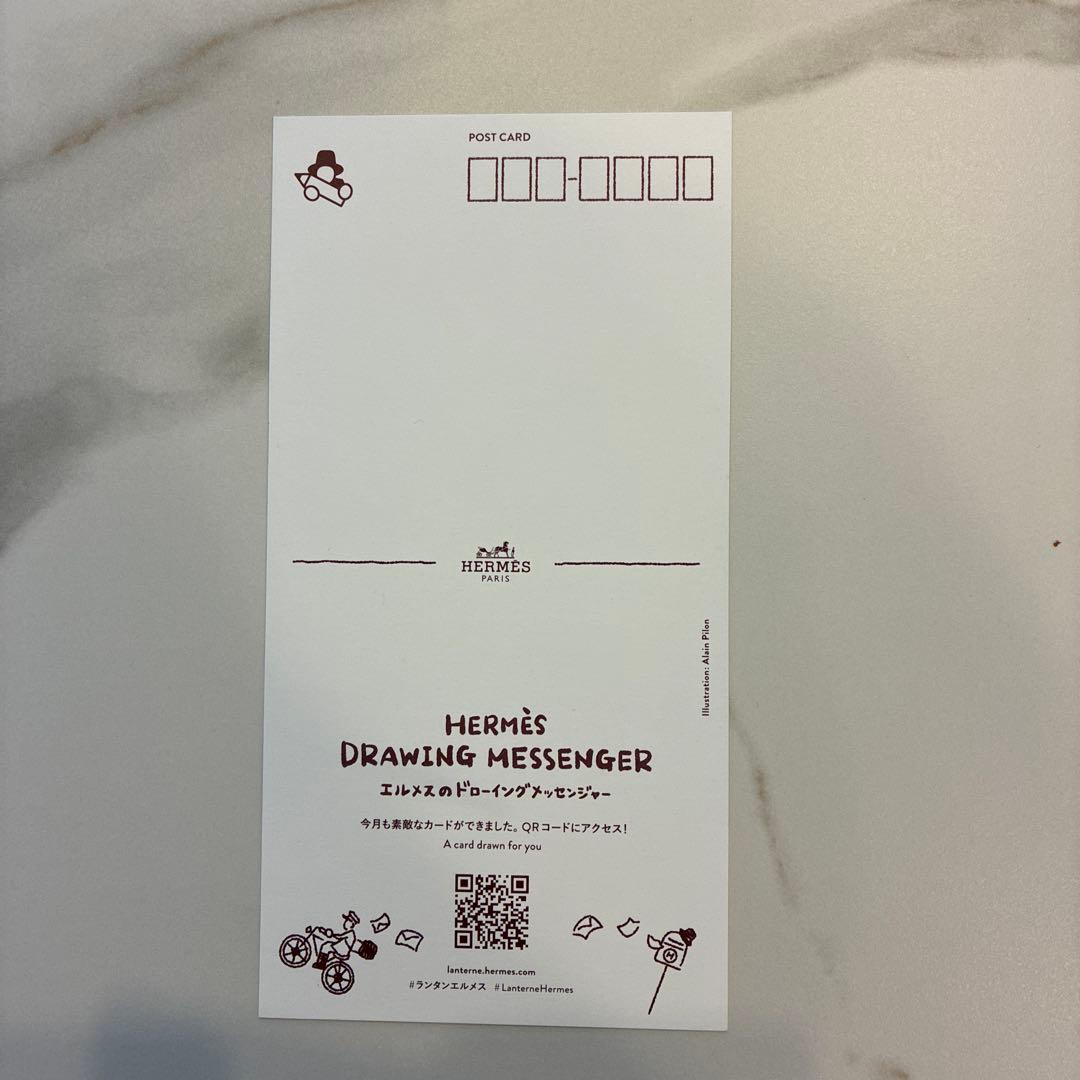 POST CARD
HERMÈS
PARIS
Illustration: Alain Pilon
HERMÈS
DRAWING MESSENGER
エルメスのドローイングメッセンジャー
今月も素敵なカードができました。QRコードにアクセス!
A card drawn for you
H
lanterne.hermes.com
#ランタンエルメス #LanterneHermes